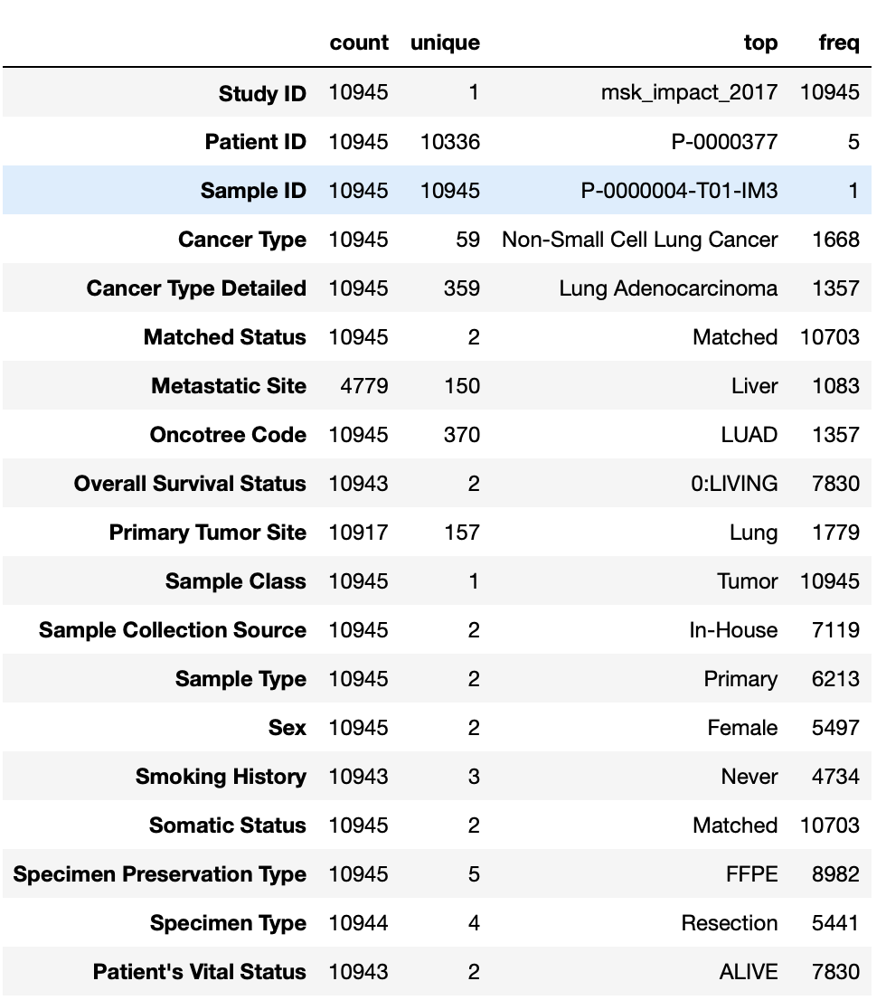 count unique top freq
Study ID 10945 1 msk_impact_2017 10945
Patient ID 10945 10336 P-0000377 5
Sample ID 10945 10945 P-0000004-T01-IM3 1
Cancer Type 10945 59 Non-Small Cell Lung Cancer 1668
Cancer Type Detailed 10945 359 Lung Adenocarcinoma 1357
Matched Status 10945 2 Matched 10703
Metastatic Site 4779 150 Liver 1083
Oncotree Code 10945 370 LUAD 1357
Overall Survival Status 10943 2 0:LIVING 7830
Primary Tumor Site 10917 157 Lung 1779
Sample Class 10945 1 Tumor 10945
Sample Collection Source 10945 2 In-House 7119
Sample Type 10945 2 Primary 6213
Sex 10945 2 Female 5497
Smoking History 10943 3 Never 4734
Somatic Status 10945 2 Matched 10703
Specimen Preservation Type 10945 5 FFPE 8982
Specimen Type 10944 4 Resection 5441
Patient's Vital Status 10943 2 ALIVE 7830